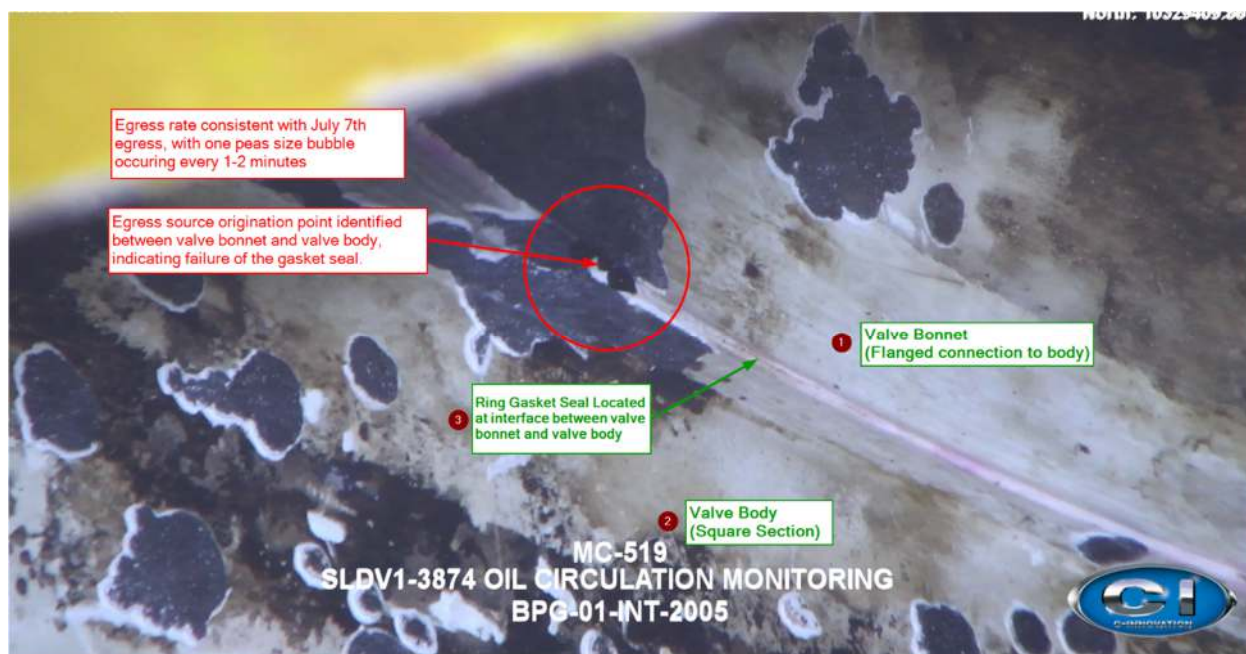 North: 10329409.80
Egress rate consistent with July 7th
egress, with one peas size bubble
occuring every 1-2 minutes
Egress source origination point identified
between valve bonnet and valve body,
indicating failure of the gasket seal.
1
Valve Bonnet
(Flanged connection to body)
3
Ring Gasket Seal Located
at interface between valve
bonnet and valve body
2
Valve Body
(Square Section)
MC-519
SLDV1-3874 OIL CIRCULATION MONITORING
BPG-01-INT-2005
CI
C-INNOVATION